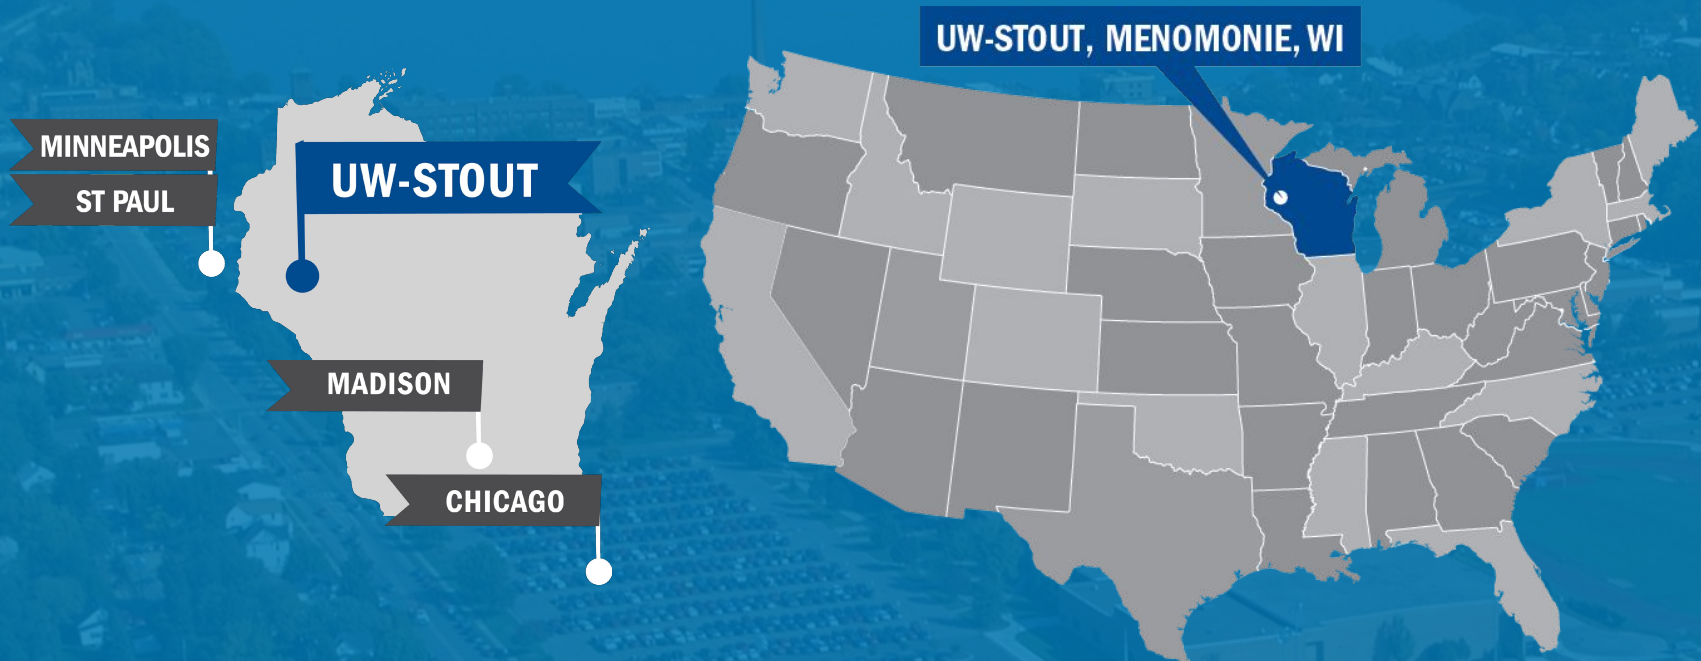 MINNEAPOLIS
ST PAUL
UW-STOUT
MADISON
CHICAGO
UW-STOUT, MENOMONIE, WI